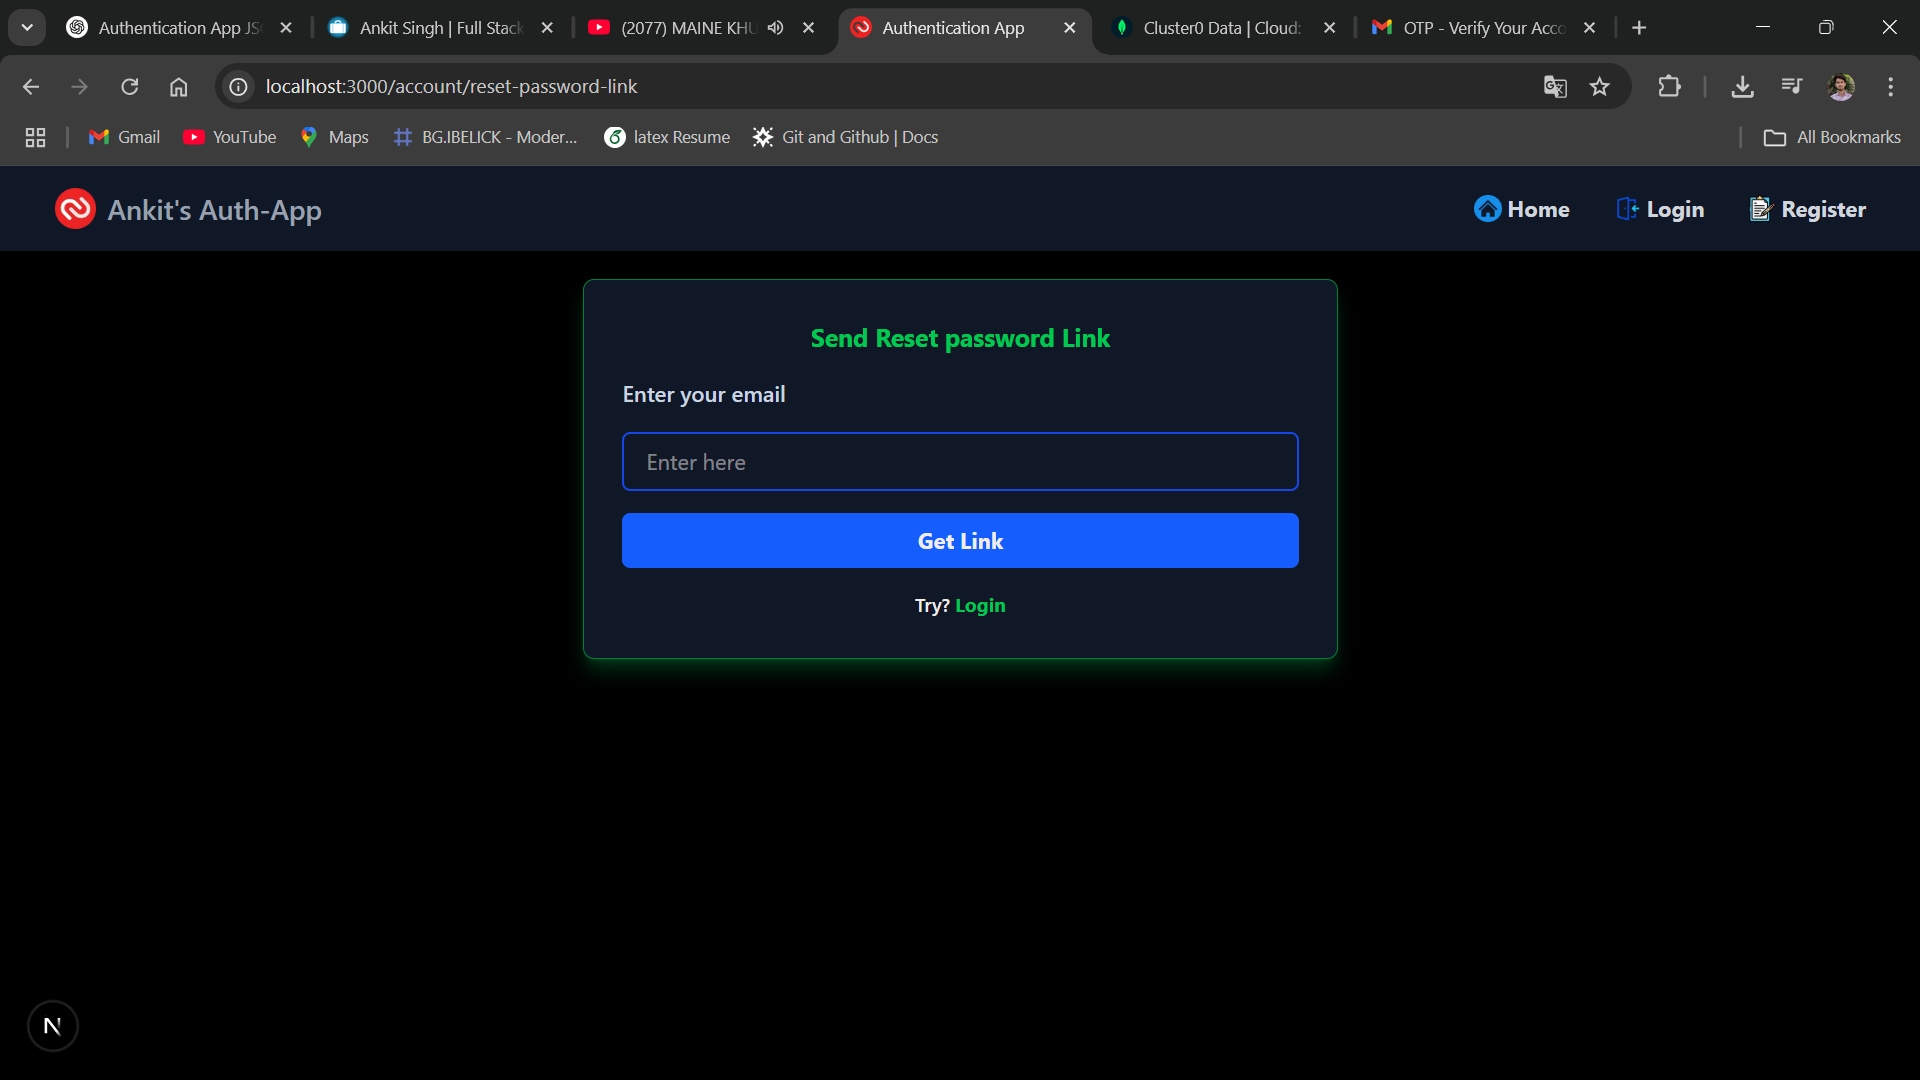 Authentication App JS
Ankit Singh | Full Stack
(2077) MAINE KHU
Authentication App
Cluster0 Data | Cloud:
OTP - Verify Your Acco
localhost:3000/account/reset-password-link
Gmail
YouTube
Maps
BG.IBELICK - Moder...
latex Resume
Git and Github | Docs
All Bookmarks
Ankit's Auth-App
Home
Login
Register
Send Reset password Link
Enter your email
Enter here
Get Link
Try? Login
N